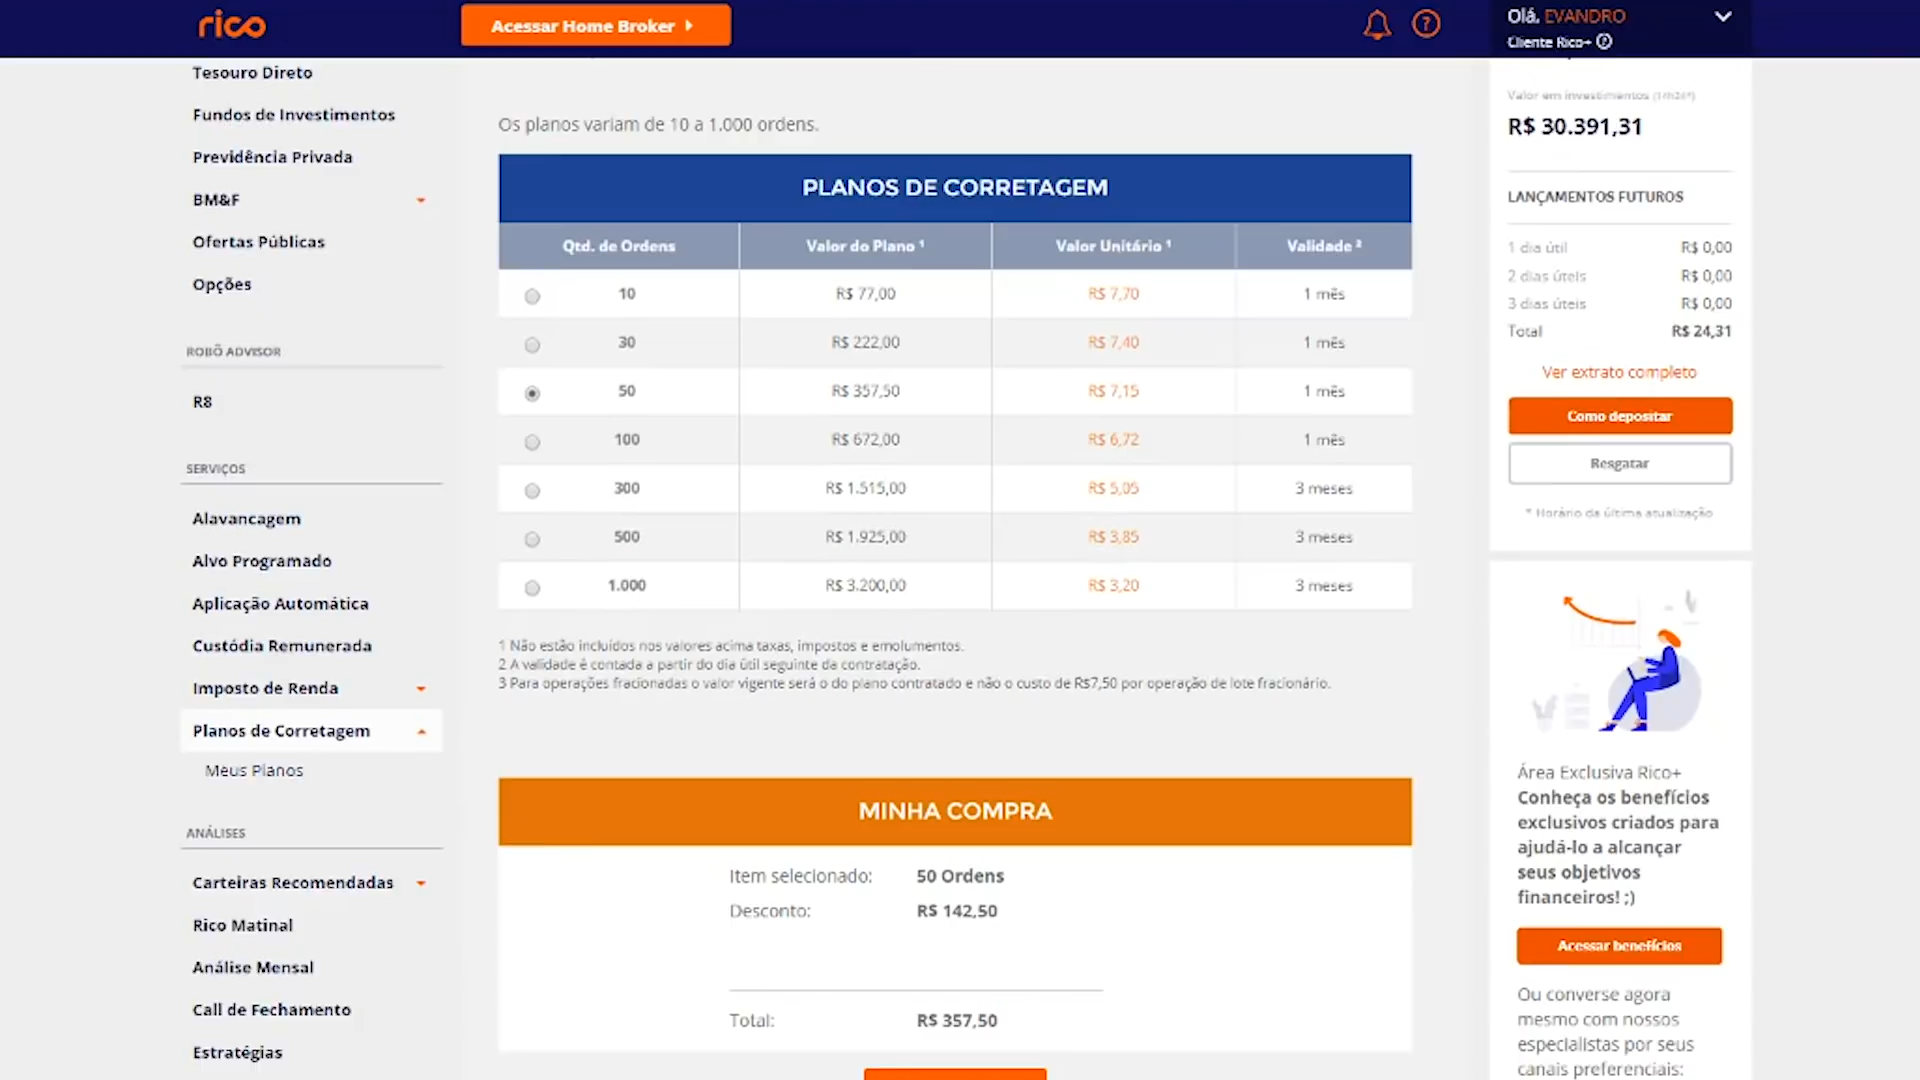 rico
Acessar Home Broker
?
Olá, EVANDRO
Cliente Rico+ ?
Tesouro Direto
Fundos de Investimentos
Previdência Privada
BM&F
Ofertas Públicas
Opções
ROBÔ ADVISOR
R8
SERVIÇOS
Alavancagem
Alvo Programado
Aplicação Automática
Custódia Remunerada
Imposto de Renda
Planos de Corretagem
Meus Planos
ANÁLISES
Carteiras Recomendadas
Rico Matinal
Análise Mensal
Call de Fechamento
Estratégias
Os planos variam de 10 a 1.000 ordens.
PLANOS DE CORRETAGEM
Qtd. de Ordens Valor do Plano ¹ Valor Unitário ¹ Validade ²
10 R$ 77,00 R$ 7,70 1 mês
30 R$ 222,00 R$ 7,40 1 mês
50 R$ 357,50 R$ 7,15 1 mês
100 R$ 672,00 R$ 6,72 1 mês
300 R$ 1.515,00 R$ 5,05 3 meses
500 R$ 1.925,00 R$ 3,85 3 meses
1.000 R$ 3.200,00 R$ 3,20 3 meses
1 Não estão incluídos nos valores acima taxas, impostos e emolumentos.
2 A validade é contada a partir do dia útil seguinte da contratação.
3 Para operações fracionadas o valor vigente será o do plano contratado e não o custo de R$7,50 por operação de lote fracionário.
MINHA COMPRA
Item selecionado: 50 Ordens
Desconto: R$ 142,50
Total: R$ 357,50
Valor em investimentos
R$ 30.391,31
LANÇAMENTOS FUTUROS
1 dia útil R$ 0,00
2 dias úteis R$ 0,00
3 dias úteis R$ 0,00
Total R$ 24,31
Ver extrato completo
Como depositar
Resgatar
* Horário da última atualização
Área Exclusiva Rico+
Conheça os benefícios
exclusivos criados para
ajudá-lo a alcançar
seus objetivos
financeiros! ;)
Acessar benefícios
Ou converse agora
mesmo com nossos
especialistas por seus
canais preferenciais: